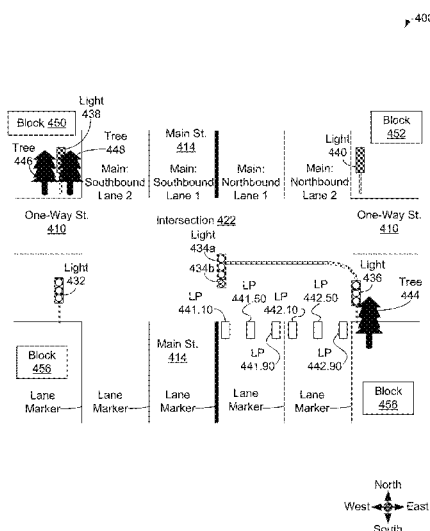 400
Block 450
Light
438
Tree
448
Tree
446
Main St.
414
Light
440
Block
452
Main:
Southbound
Lane 2
Main:
Southbound
Lane 1
Main:
Northbound
Lane 1
Main:
Northbound
Lane 2
One-Way St.
410
Intersection 422
One-Way St.
410
Light
434a
434b
Light
432
Light
436
Tree
444
LP
441.10
LP
441.50
LP
442.10
LP
442.50
Main St.
414
LP
441.90
LP
442.90
Block
456
Block
458
Lane
Marker
Lane
Marker
Lane
Marker
Lane
Marker
Lane
Marker
North
West
East
South